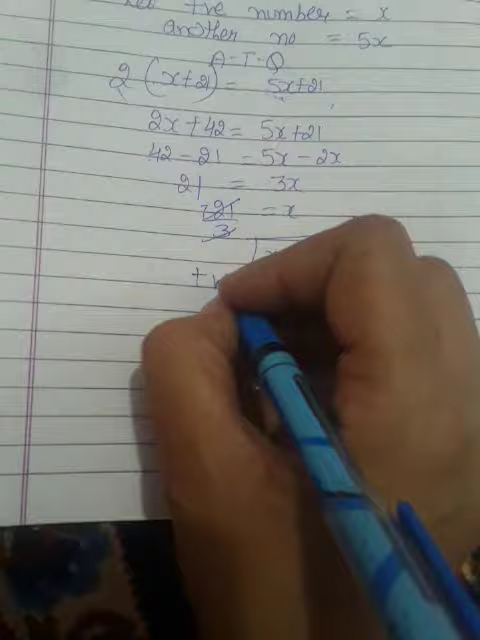 the number = x
another no = 5x
A-T-Q
2 (x+21) = 5x+21
2x + 42 = 5x+21
42 - 21 = 5x - 2x
21 = 3x
21/3 = x